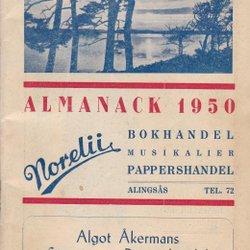 ALMANACK 1950
Norelii
BOKHANDEL
MUSIKALIER
PAPPERSHANDEL
ALINGSÅS TEL. 72
Algot Åkermans